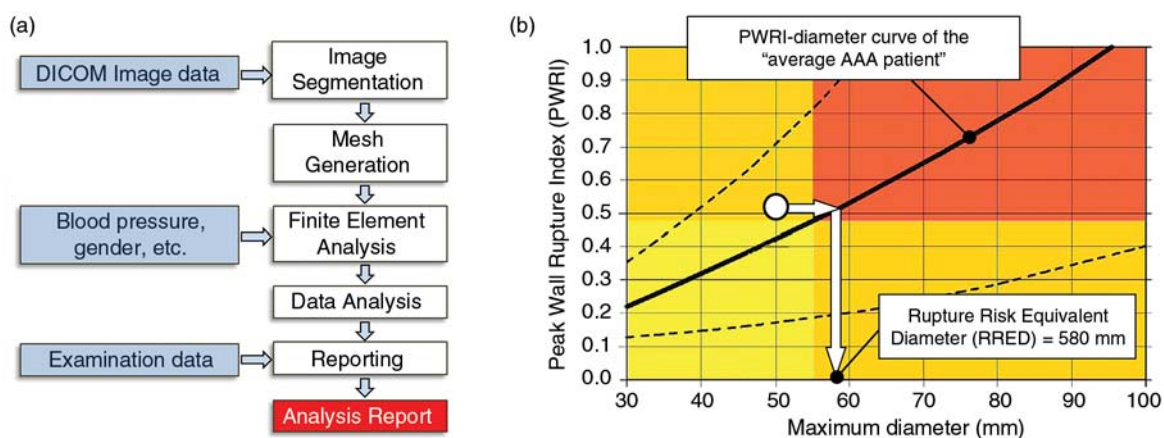 (a)
DICOM Image data
Image
Segmentation
Mesh
Generation
Blood pressure,
gender, etc.
Finite Element
Analysis
Data Analysis
Examination data
Reporting
Analysis Report
(b)
Peak Wall Rupture Index (PWRI)
1.0
0.9
0.8
0.7
0.6
0.5
0.4
0.3
0.2
0.1
0.0
PWRI-diameter curve of the
“average AAA patient”
Rupture Risk Equivalent
Diameter (RRED) = 580 mm
30 40 50 60 70 80 90 100
Maximum diameter (mm)